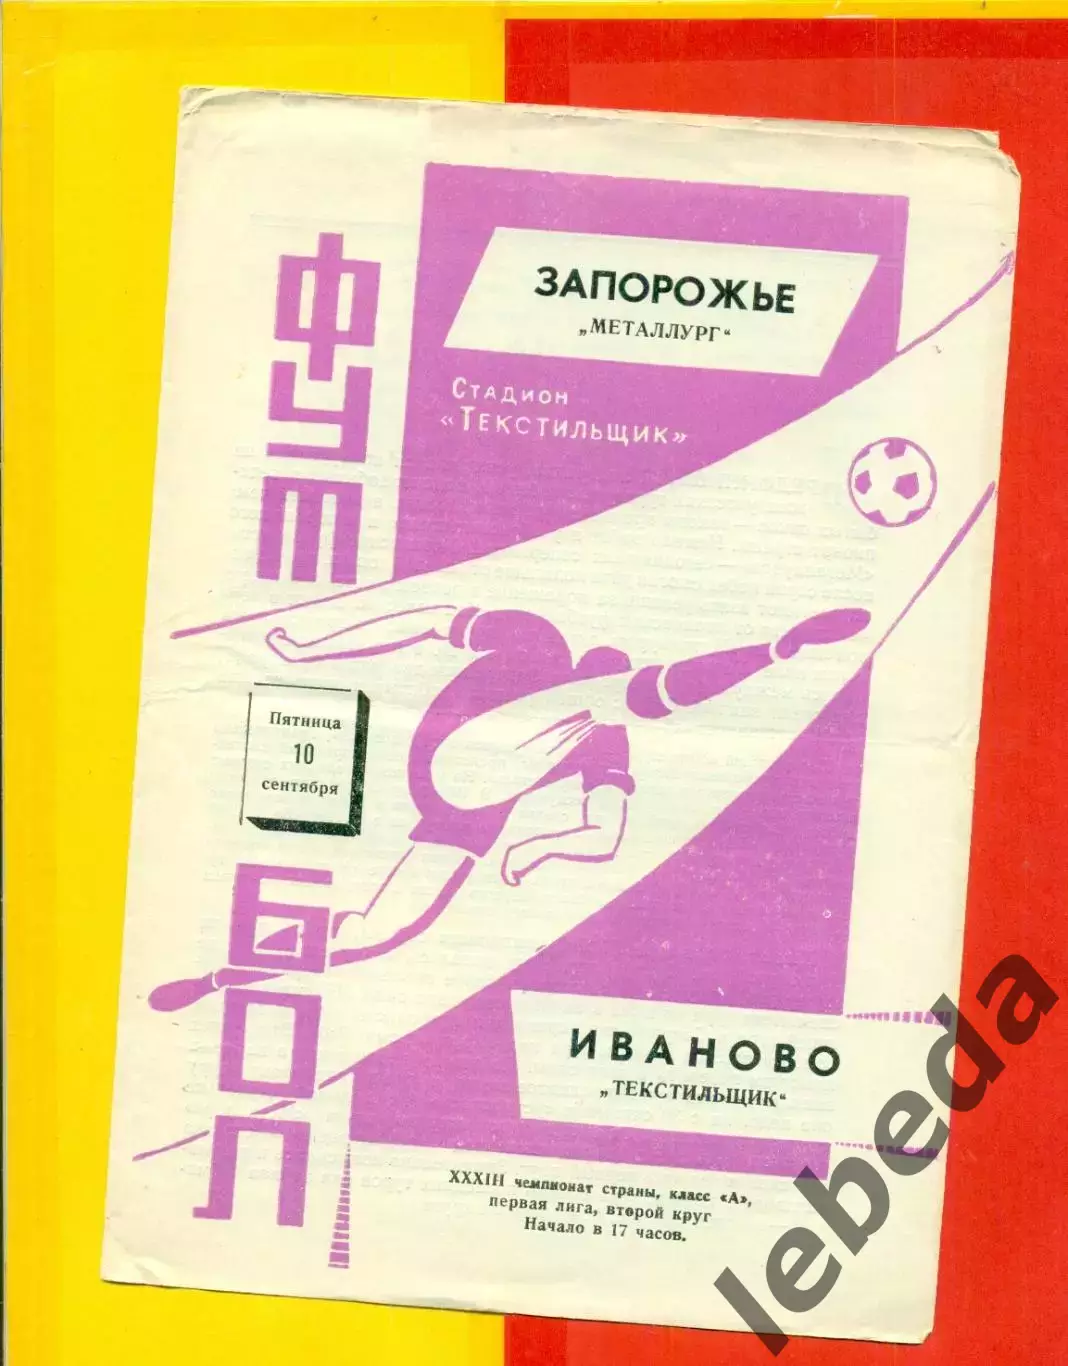 ФУТ
БОЛ
ЗАПОРОЖЬЕ
„МЕТАЛЛУРГ“
Стадион
«Текстильщик»
Пятница
10
сентября
ИВАНОВО
„ТЕКСТИЛЬЩИК“
XXXIII чемпионат страны, класс «А»,
первая лига, второй круг
Начало в 17 часов.
lebeda